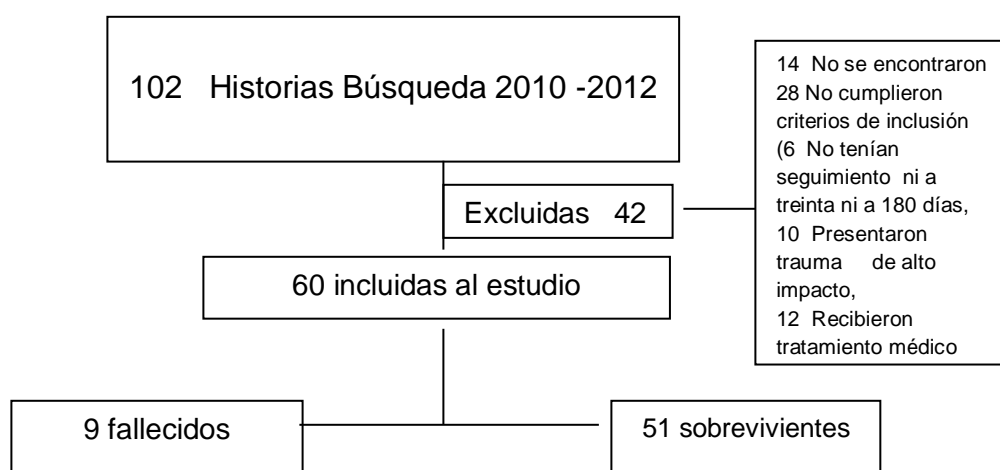 102 Historias Búsqueda 2010 -2012
14 No se encontraron
28 No cumplieron
criterios de inclusión
(6 No tenían
seguimiento ni a
treinta ni a 180 días,
10 Presentaron
trauma de alto
impacto,
12 Recibieron
tratamiento médico
Excluidas 42
60 incluidas al estudio
9 fallecidos
51 sobrevivientes